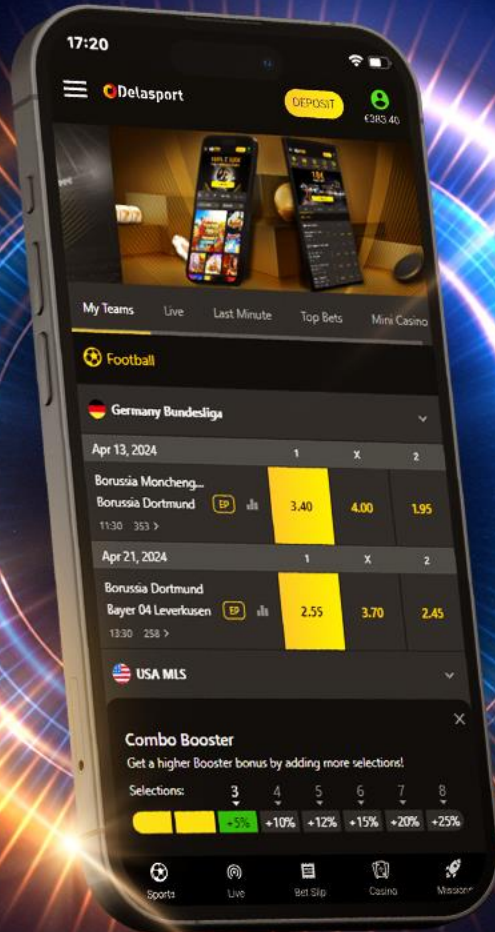 17:20
Delasport
DEPOSIT
€383.40
My Teams Live Last Minute Top Bets Mini Casino
Football
Germany Bundesliga
Apr 13, 2024 1 X 2
Borussia Moncheng...
Borussia Dortmund EP 3.40 4.00 1.95
11:30 353 >
Apr 21, 2024 1 X 2
Borussia Dortmund
Bayer 04 Leverkusen EP 2.55 3.70 2.45
13:30 258 >
USA MLS
X
Combo Booster
Get a higher Booster bonus by adding more selections!
Selections: 3 4 5 6 7 8
+5% +10% +12% +15% +20% +25%
Sports Live Bet Slip Casino Missions